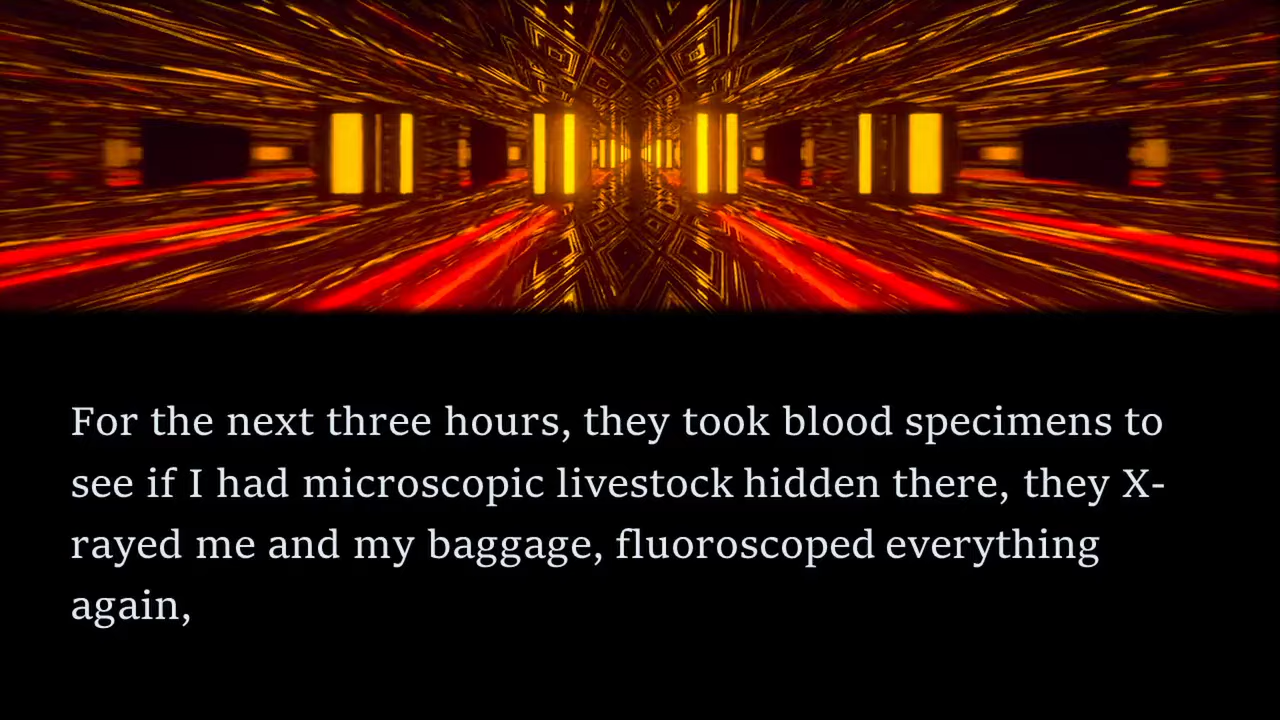 For the next three hours, they took blood specimens to
see if I had microscopic livestock hidden there, they X-
rayed me and my baggage, fluoroscoped everything
again,